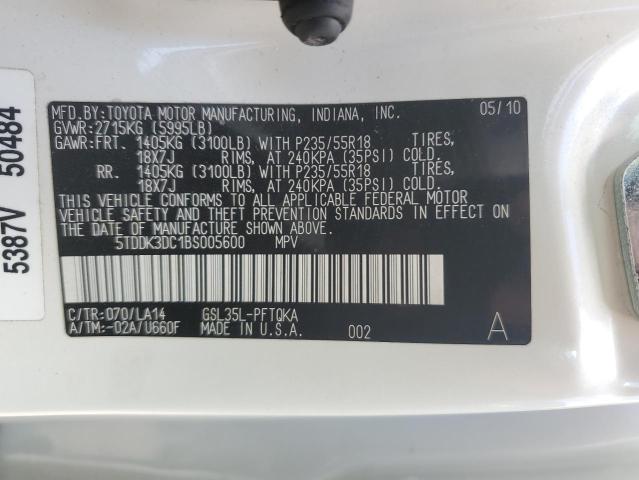 MFD.BY:TOYOTA MOTOR MANUFACTURING, INDIANA, INC. 05/10
GVWR:2715KG (5995LB)
GAWR:FRT. 1405KG (3100LB) WITH P235/55R18 TIRES,
18X7J RIMS, AT 240KPA (35PSI) COLD.
RR. 1405KG (3100LB) WITH P235/55R18 TIRES,
18X7J RIMS, AT 240KPA (35PSI) COLD.
THIS VEHICLE CONFORMS TO ALL APPLICABLE FEDERAL MOTOR
VEHICLE SAFETY AND THEFT PREVENTION STANDARDS IN EFFECT ON
THE DATE OF MANUFACTURE SHOWN ABOVE.
5TDDK3DC1BS005600 MPV
C/TR:070/LA14 GSL35L-PFTQKA
A/TM:-02A/U660F MADE IN U.S.A. 002 A
5387V 50484